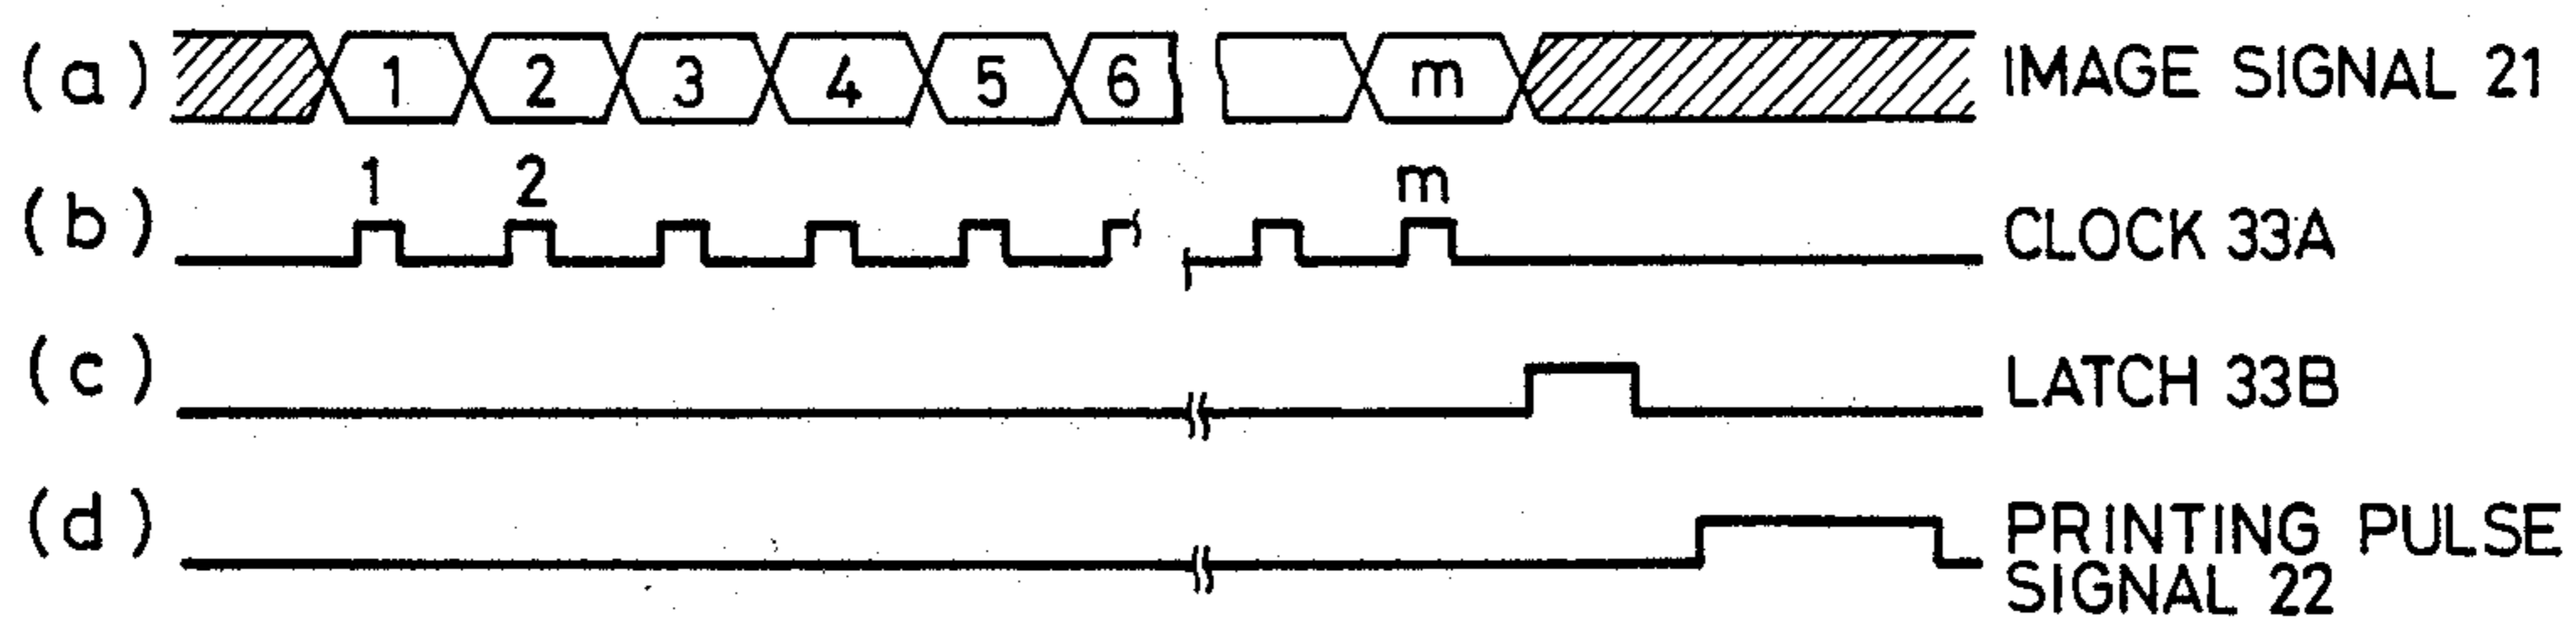 (a) 1 2 3 4 5 6 m IMAGE SIGNAL 21
1 2 m
(b) CLOCK 33A
(c) LATCH 33B
(d) PRINTING PULSE
SIGNAL 22